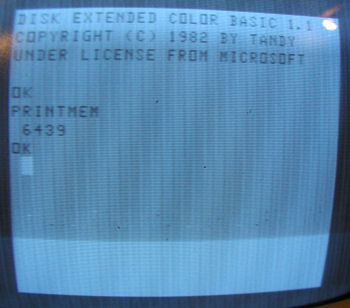 DISK EXTENDED COLOR BASIC 1.1
COPYRIGHT (C) 1982 BY TANDY
UNDER LICENSE FROM MICROSOFT
OK
PRINTMEM
6439
OK